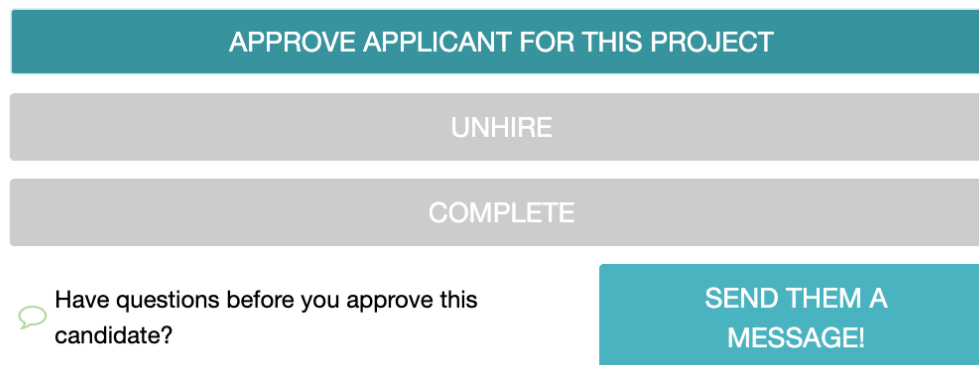 APPROVE APPLICANT FOR THIS PROJECT
UNHIRE
COMPLETE
Have questions before you approve this
candidate?
SEND THEM A
MESSAGE!